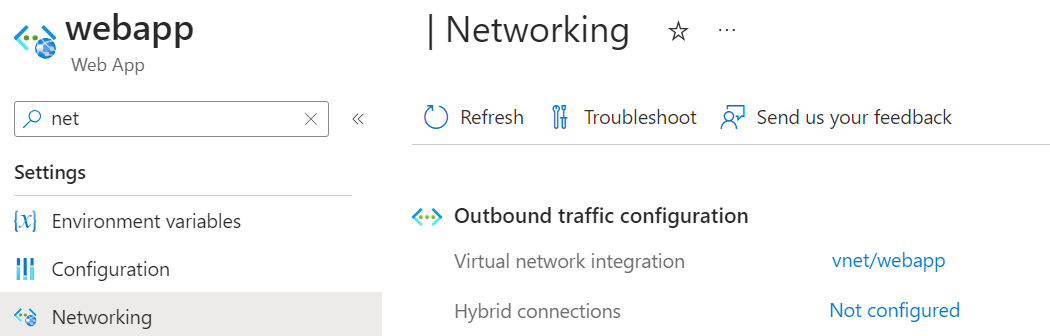 webapp
Web App
net
Settings
{x} Environment variables
Configuration
Networking
| Networking
Refresh Troubleshoot Send us your feedback
Outbound traffic configuration
Virtual network integration vnet/webapp
Hybrid connections Not configured